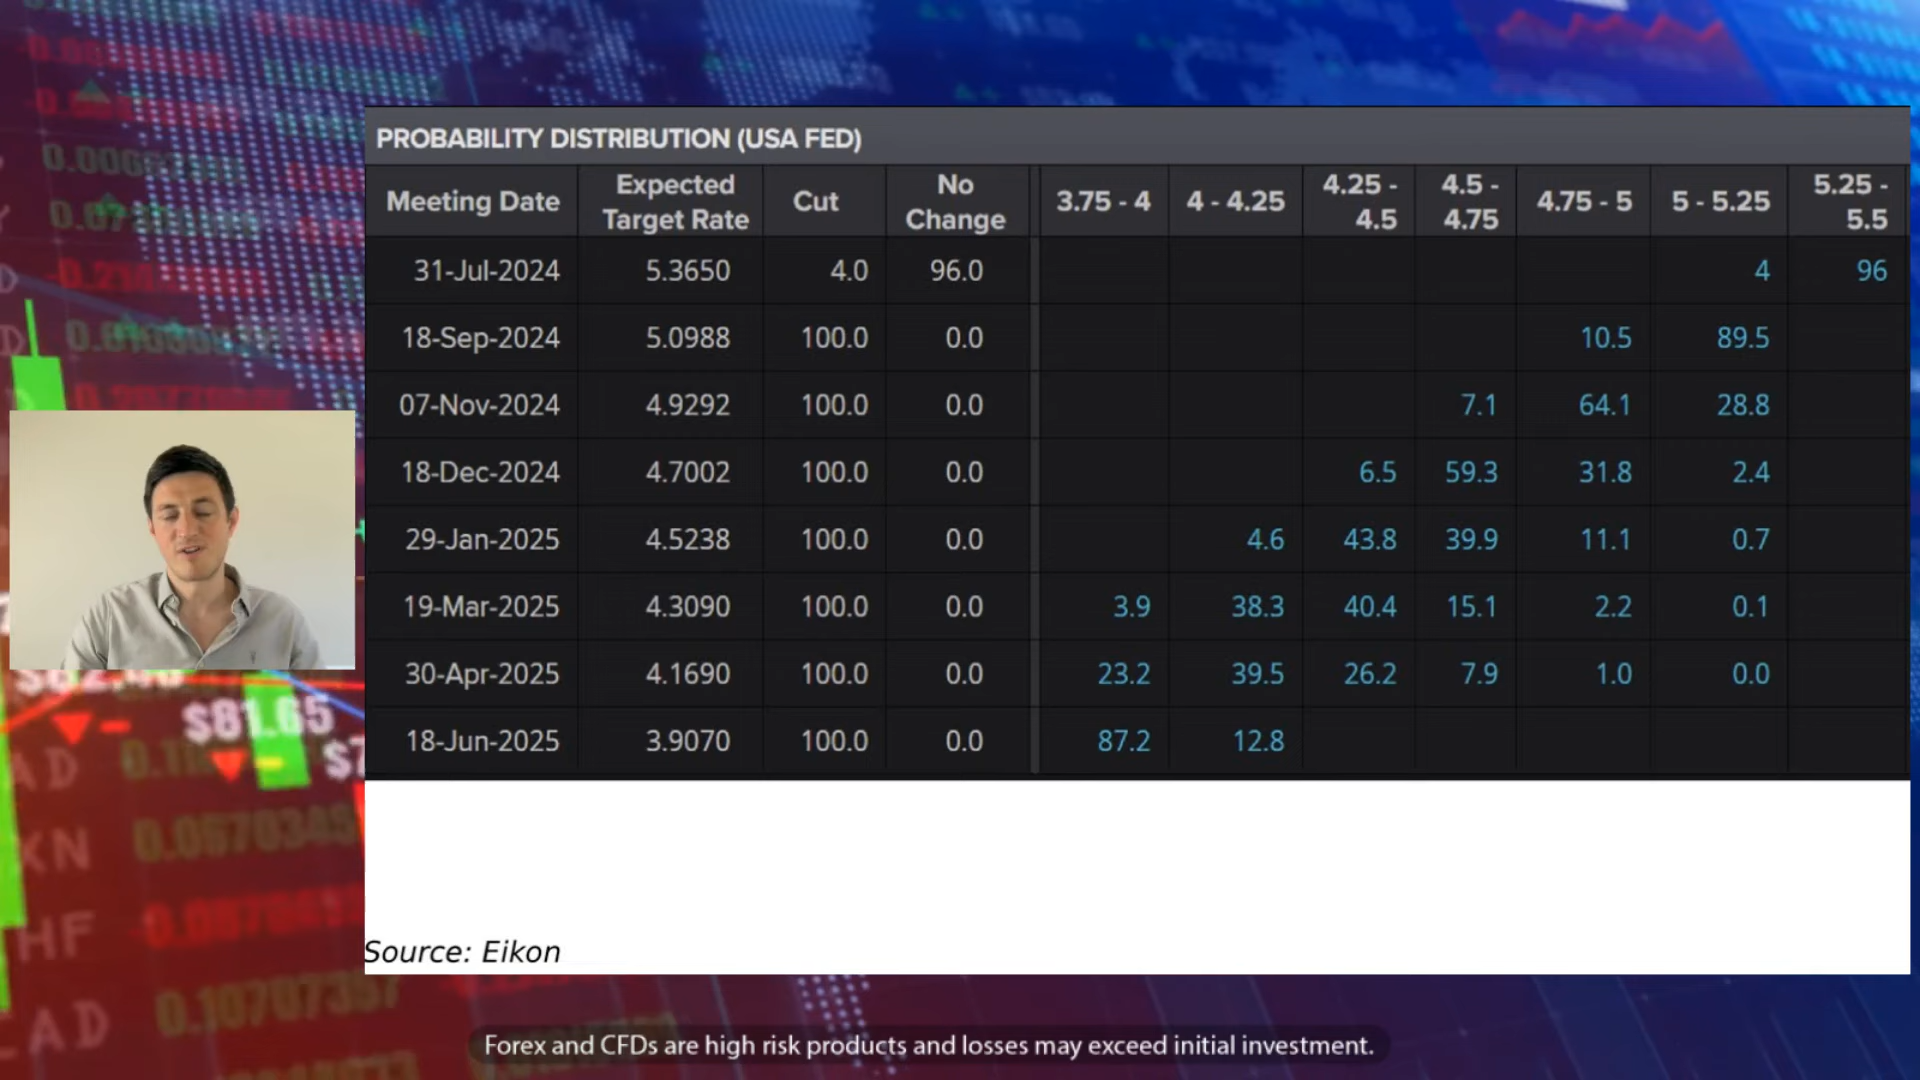 PROBABILITY DISTRIBUTION (USA FED)
Meeting Date Expected Target Rate Cut No Change 3.75 - 4 4 - 4.25 4.25 - 4.5 4.5 - 4.75 4.75 - 5 5 - 5.25 5.25 - 5.5
31-Jul-2024 5.3650 4.0 96.0 4 96
18-Sep-2024 5.0988 100.0 0.0 10.5 89.5
07-Nov-2024 4.9292 100.0 0.0 7.1 64.1 28.8
18-Dec-2024 4.7002 100.0 0.0 6.5 59.3 31.8 2.4
29-Jan-2025 4.5238 100.0 0.0 4.6 43.8 39.9 11.1 0.7
19-Mar-2025 4.3090 100.0 0.0 3.9 38.3 40.4 15.1 2.2 0.1
30-Apr-2025 4.1690 100.0 0.0 23.2 39.5 26.2 7.9 1.0 0.0
18-Jun-2025 3.9070 100.0 0.0 87.2 12.8
$81.65
Source: Eikon
Forex and CFDs are high risk products and losses may exceed initial investment.